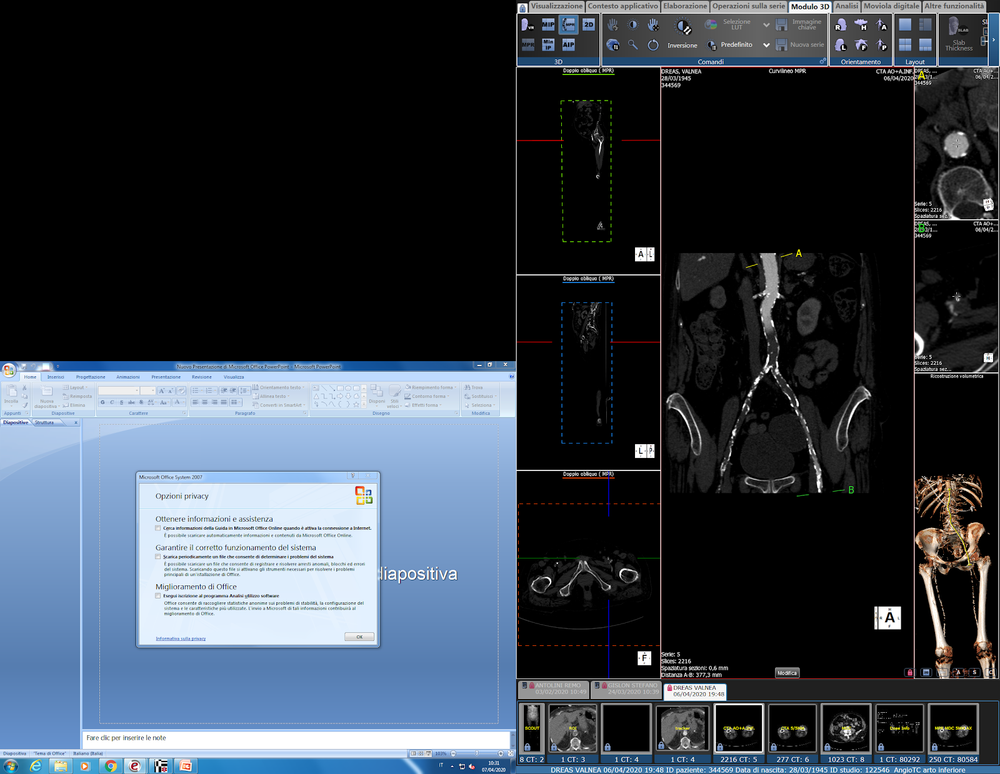 Visualizzazione
Contesto applicativo
Elaborazione
Operazioni sulla serie
Modulo 3D
Analisi
Moviola digitale
Altre funzionalità
VR
MIP
MPR
2D
MPR
Min IP
AIP
3D
Selezione LUT
Immagine chiave
Inversione
Predefinito
Nuova serie
Comandi
R
H
A
L
F
P
Orientamento
Layout
SLAB
Slab Thickness
Doppio obliquo ( MPR)
A L
Doppio obliquo ( MPR)
L P
Doppio obliquo ( MPR)
F
DREAS, VALNEA
28/03/1945
344569
Curvilineo MPR
CTA AO+A.INF.
06/04/2020
A
B
H
R A L
F
Serie: 5
Slices: 2216
Spaziatura sezioni: 0,6 mm
Distanza A-B: 377,3 mm
Modifica
A
DREAS, ...
28/03/1...
344569
CTA AO+...
06/04/2...
Serie: 5
Slices: 2216
Spaziatura sez...
B
DREAS, ...
28/03/1...
344569
CTA AO+...
06/04/2...
Serie: 5
Slices: 2216
Spaziatura sez...
H
Ricostruzione volumetrica
ANTOLINI REMO
03/02/2020 10:49
GISLON STEFANO
24/03/2020 10:39
DREAS VALNEA
06/04/2020 19:48
SCOUT
ROI
tracker
CTA AO+A.INF.
CTA 5/5MM
Dose Info
8 CT: 2
1 CT: 3
1 CT: 4
1 CT: 4
2216 CT: 5
277 CT: 6
1023 CT: 8
1 CT: 80292
250 CT: 80584
DREAS VALNEA 06/04/2020 19:48 ID paziente: 344569 Data di nascita: 28/03/1945 ID studio: 122546 AngioTC arto inferiore
Nuovo Presentazione di Microsoft Office PowerPoint - Microsoft PowerPoint
Home
Inserisci
Progettazione
Animazioni
Presentazione
Revisione
Visualizza
Incolla
Appunti
Nuova diapositiva
Layout
Reimposta
Elimina
Diapositive
G C S abc S AV Aa A
Carattere
Orientamento testo
Allinea testo
Converti in SmartArt
Paragrafo
Disponi
Stili veloci
Riempimento forma
Contorno forma
Effetti forma
Disegno
Trova
Sostituisci
Seleziona
Modifica
Diapositive
Struttura
diapositiva
Microsoft Office System 2007
Opzioni privacy
Ottenere informazioni e assistenza
Cerca informazioni della Guida in Microsoft Office Online quando è attiva la connessione a Internet.
È possibile scaricare automaticamente informazioni e contenuti da Microsoft Office Online.
Garantire il corretto funzionamento del sistema
Scarica periodicamente un file che consente di determinare i problemi del sistema
È possibile scaricare un file che consente di registrare e risolvere arresti anomali, blocchi ed errori
del sistema. Scaricando questo file si attivano gli strumenti necessari per risolvere i problemi
principali di un'istallazione di Office.
Miglioramento di Office
Esegui iscrizione al programma Analisi utilizzo software
Office consente di raccogliere statistiche anonime sui problemi di stabilità, la configurazione del
sistema e le caratteristiche più utilizzate. L'invio a Microsoft di tali informazioni contribuirà al
miglioramento di Office.
Informativa sulla privacy
OK
Fare clic per inserire le note
Diapositiva
"Tema di Office"
Italiano (Italia)
103%
IT
10:31
07/04/2020